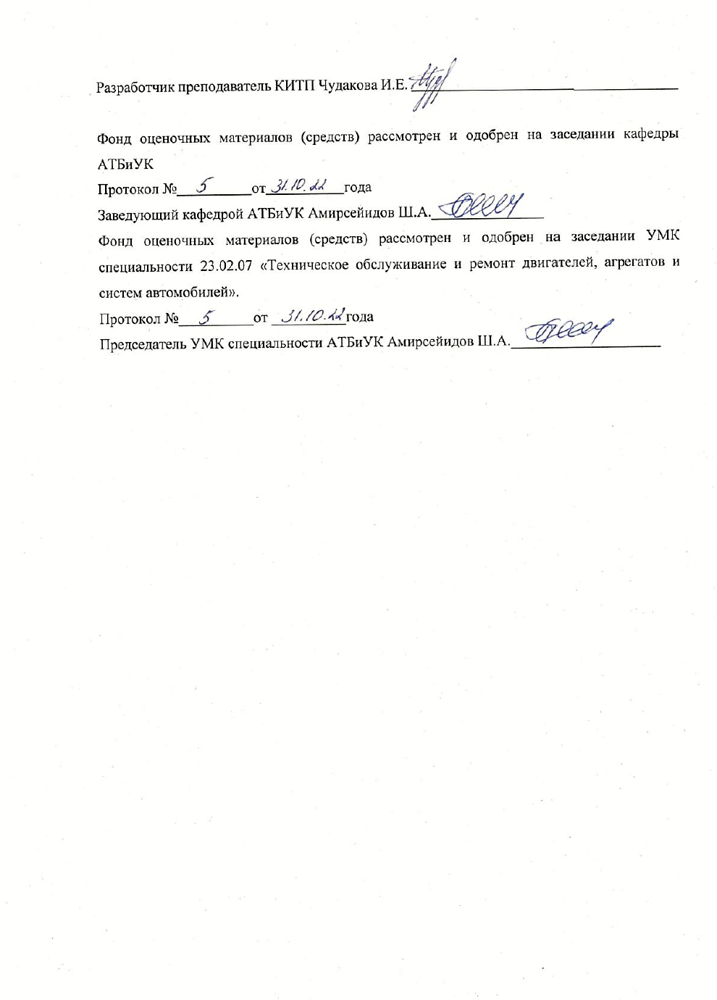 Разработчик преподаватель КИТП Чудакова И.Е.
Фонд оценочных материалов (средств) рассмотрен и одобрен на заседании кафедры
АТБиУК
Протокол № 5 от 31.10.22 года
Заведующий кафедрой АТБиУК Амирсейидов Ш.А.
Фонд оценочных материалов (средств) рассмотрен и одобрен на заседании УМК
специальности 23.02.07 «Техническое обслуживание и ремонт двигателей, агрегатов и
систем автомобилей».
Протокол № 5 от 31.10.22 года
Председатель УМК специальности АТБиУК Амирсейидов Ш.А.